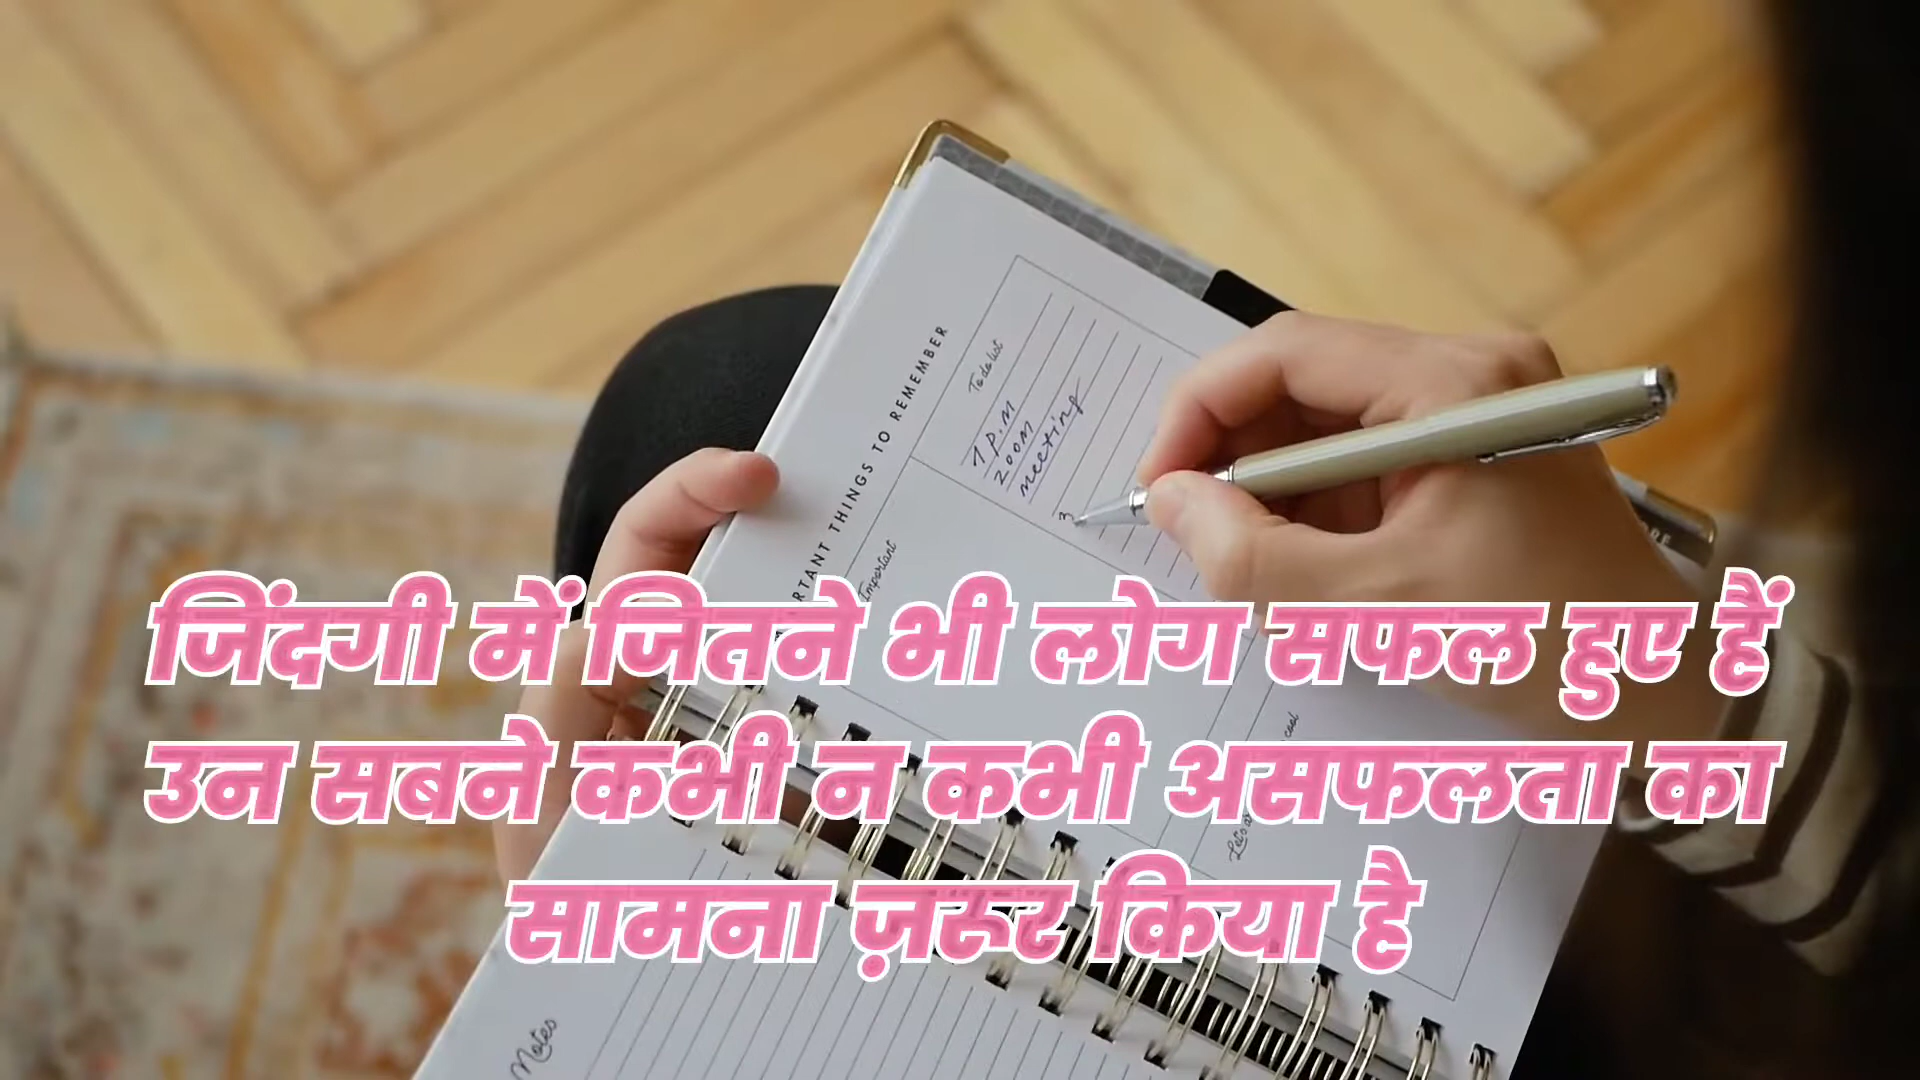 IMPORTANT THINGS TO REMEMBER
To do list
1 P.M
zoom
meeting
3
Important
जिंदगी में जितने भी लोग सफल हुए हैं
उन सबने कभी न कभी असफलता का
सामना ज़रूर किया है
Notes